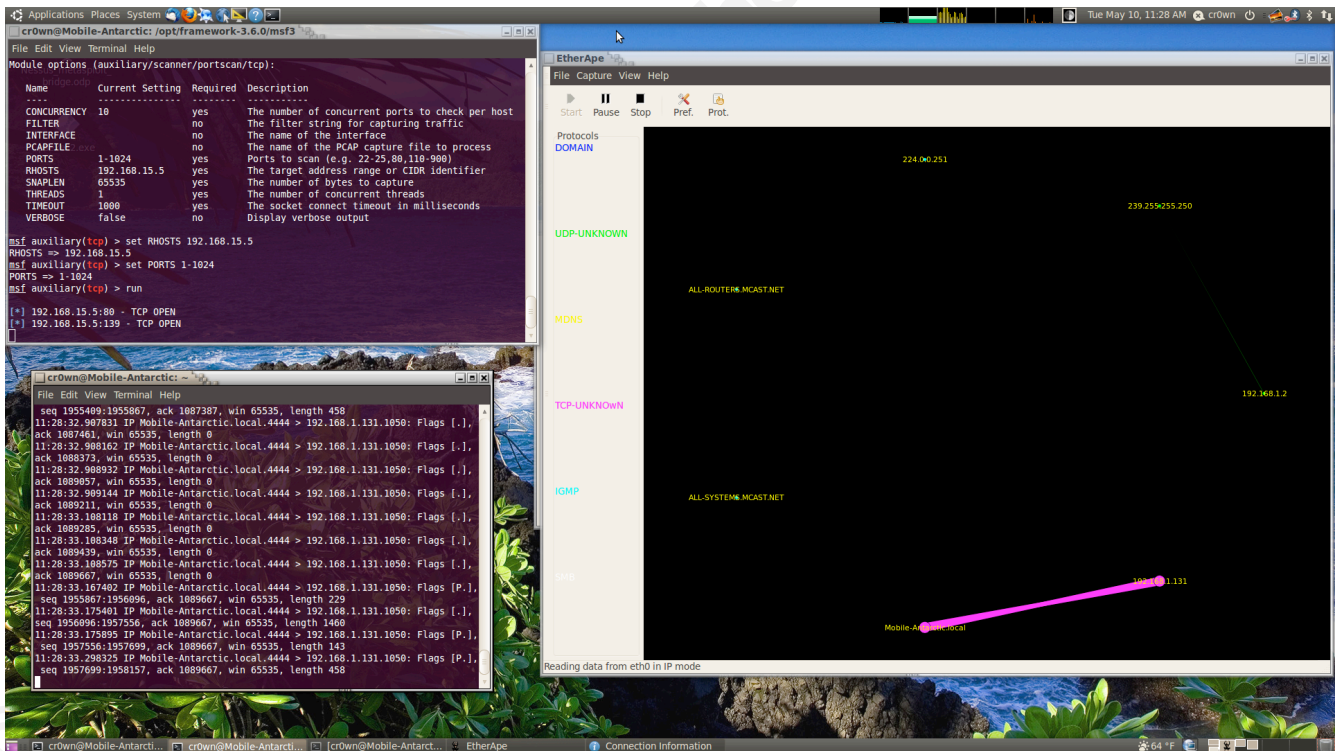 Applications Places System
Tue May 10, 11:28 AM cr0wn
cr0wn@Mobile-Antarctic: /opt/framework-3.6.0/msf3
File Edit View Terminal Help
Module options (auxiliary/scanner/portscan/tcp):
Name Current Setting Required Description
---- --------------- -------- -----------
CONCURRENCY 10 yes The number of concurrent ports to check per host
FILTER no The filter string for capturing traffic
INTERFACE no The name of the interface
PCAPFILE no The name of the PCAP capture file to process
PORTS 1-1024 yes Ports to scan (e.g. 22-25,80,110-900)
RHOSTS 192.168.15.5 yes The target address range or CIDR identifier
SNAPLEN 65535 yes The number of bytes to capture
THREADS 1 yes The number of concurrent threads
TIMEOUT 1000 yes The socket connect timeout in milliseconds
VERBOSE false no Display verbose output
msf auxiliary(tcp) > set RHOSTS 192.168.15.5
RHOSTS => 192.168.15.5
msf auxiliary(tcp) > set PORTS 1-1024
PORTS => 1-1024
msf auxiliary(tcp) > run
[*] 192.168.15.5:80 - TCP OPEN
[*] 192.168.15.5:139 - TCP OPEN
cr0wn@Mobile-Antarctic: ~
File Edit View Terminal Help
seq 1955409:1955867, ack 1087387, win 65535, length 458
11:28:32.907831 IP Mobile-Antarctic.local.4444 > 192.168.1.131.1050: Flags [.],
ack 1087461, win 65535, length 0
11:28:32.908162 IP Mobile-Antarctic.local.4444 > 192.168.1.131.1050: Flags [.],
ack 1088373, win 65535, length 0
11:28:32.908932 IP Mobile-Antarctic.local.4444 > 192.168.1.131.1050: Flags [.],
ack 1089057, win 65535, length 0
11:28:32.909144 IP Mobile-Antarctic.local.4444 > 192.168.1.131.1050: Flags [.],
ack 1089211, win 65535, length 0
11:28:33.108118 IP Mobile-Antarctic.local.4444 > 192.168.1.131.1050: Flags [.],
ack 1089285, win 65535, length 0
11:28:33.108348 IP Mobile-Antarctic.local.4444 > 192.168.1.131.1050: Flags [.],
ack 1089439, win 65535, length 0
11:28:33.108575 IP Mobile-Antarctic.local.4444 > 192.168.1.131.1050: Flags [.],
ack 1089667, win 65535, length 0
11:28:33.167402 IP Mobile-Antarctic.local.4444 > 192.168.1.131.1050: Flags [P.],
seq 1955867:1956096, ack 1089667, win 65535, length 229
11:28:33.175401 IP Mobile-Antarctic.local.4444 > 192.168.1.131.1050: Flags [.],
seq 1956096:1957556, ack 1089667, win 65535, length 1460
11:28:33.175895 IP Mobile-Antarctic.local.4444 > 192.168.1.131.1050: Flags [P.],
seq 1957556:1957699, ack 1089667, win 65535, length 143
11:28:33.298325 IP Mobile-Antarctic.local.4444 > 192.168.1.131.1050: Flags [P.],
seq 1957699:1958157, ack 1089667, win 65535, length 458
EtherApe
File Capture View Help
Start Pause Stop Pref. Prot.
Protocols
DOMAIN
UDP-UNKNOWN
MDNS
TCP-UNKNOwN
IGMP
SMB
224.0.0.251
239.255.255.250
ALL-ROUTERS.MCAST.NET
192.168.1.2
ALL-SYSTEMS.MCAST.NET
192.168.1.131
Mobile-Antarctic.local
Reading data from eth0 in IP mode
cr0wn@Mobile-Antarcti... cr0wn@Mobile-Antarcti... [cr0wn@Mobile-Antarct... EtherApe Connection Information
64 °F